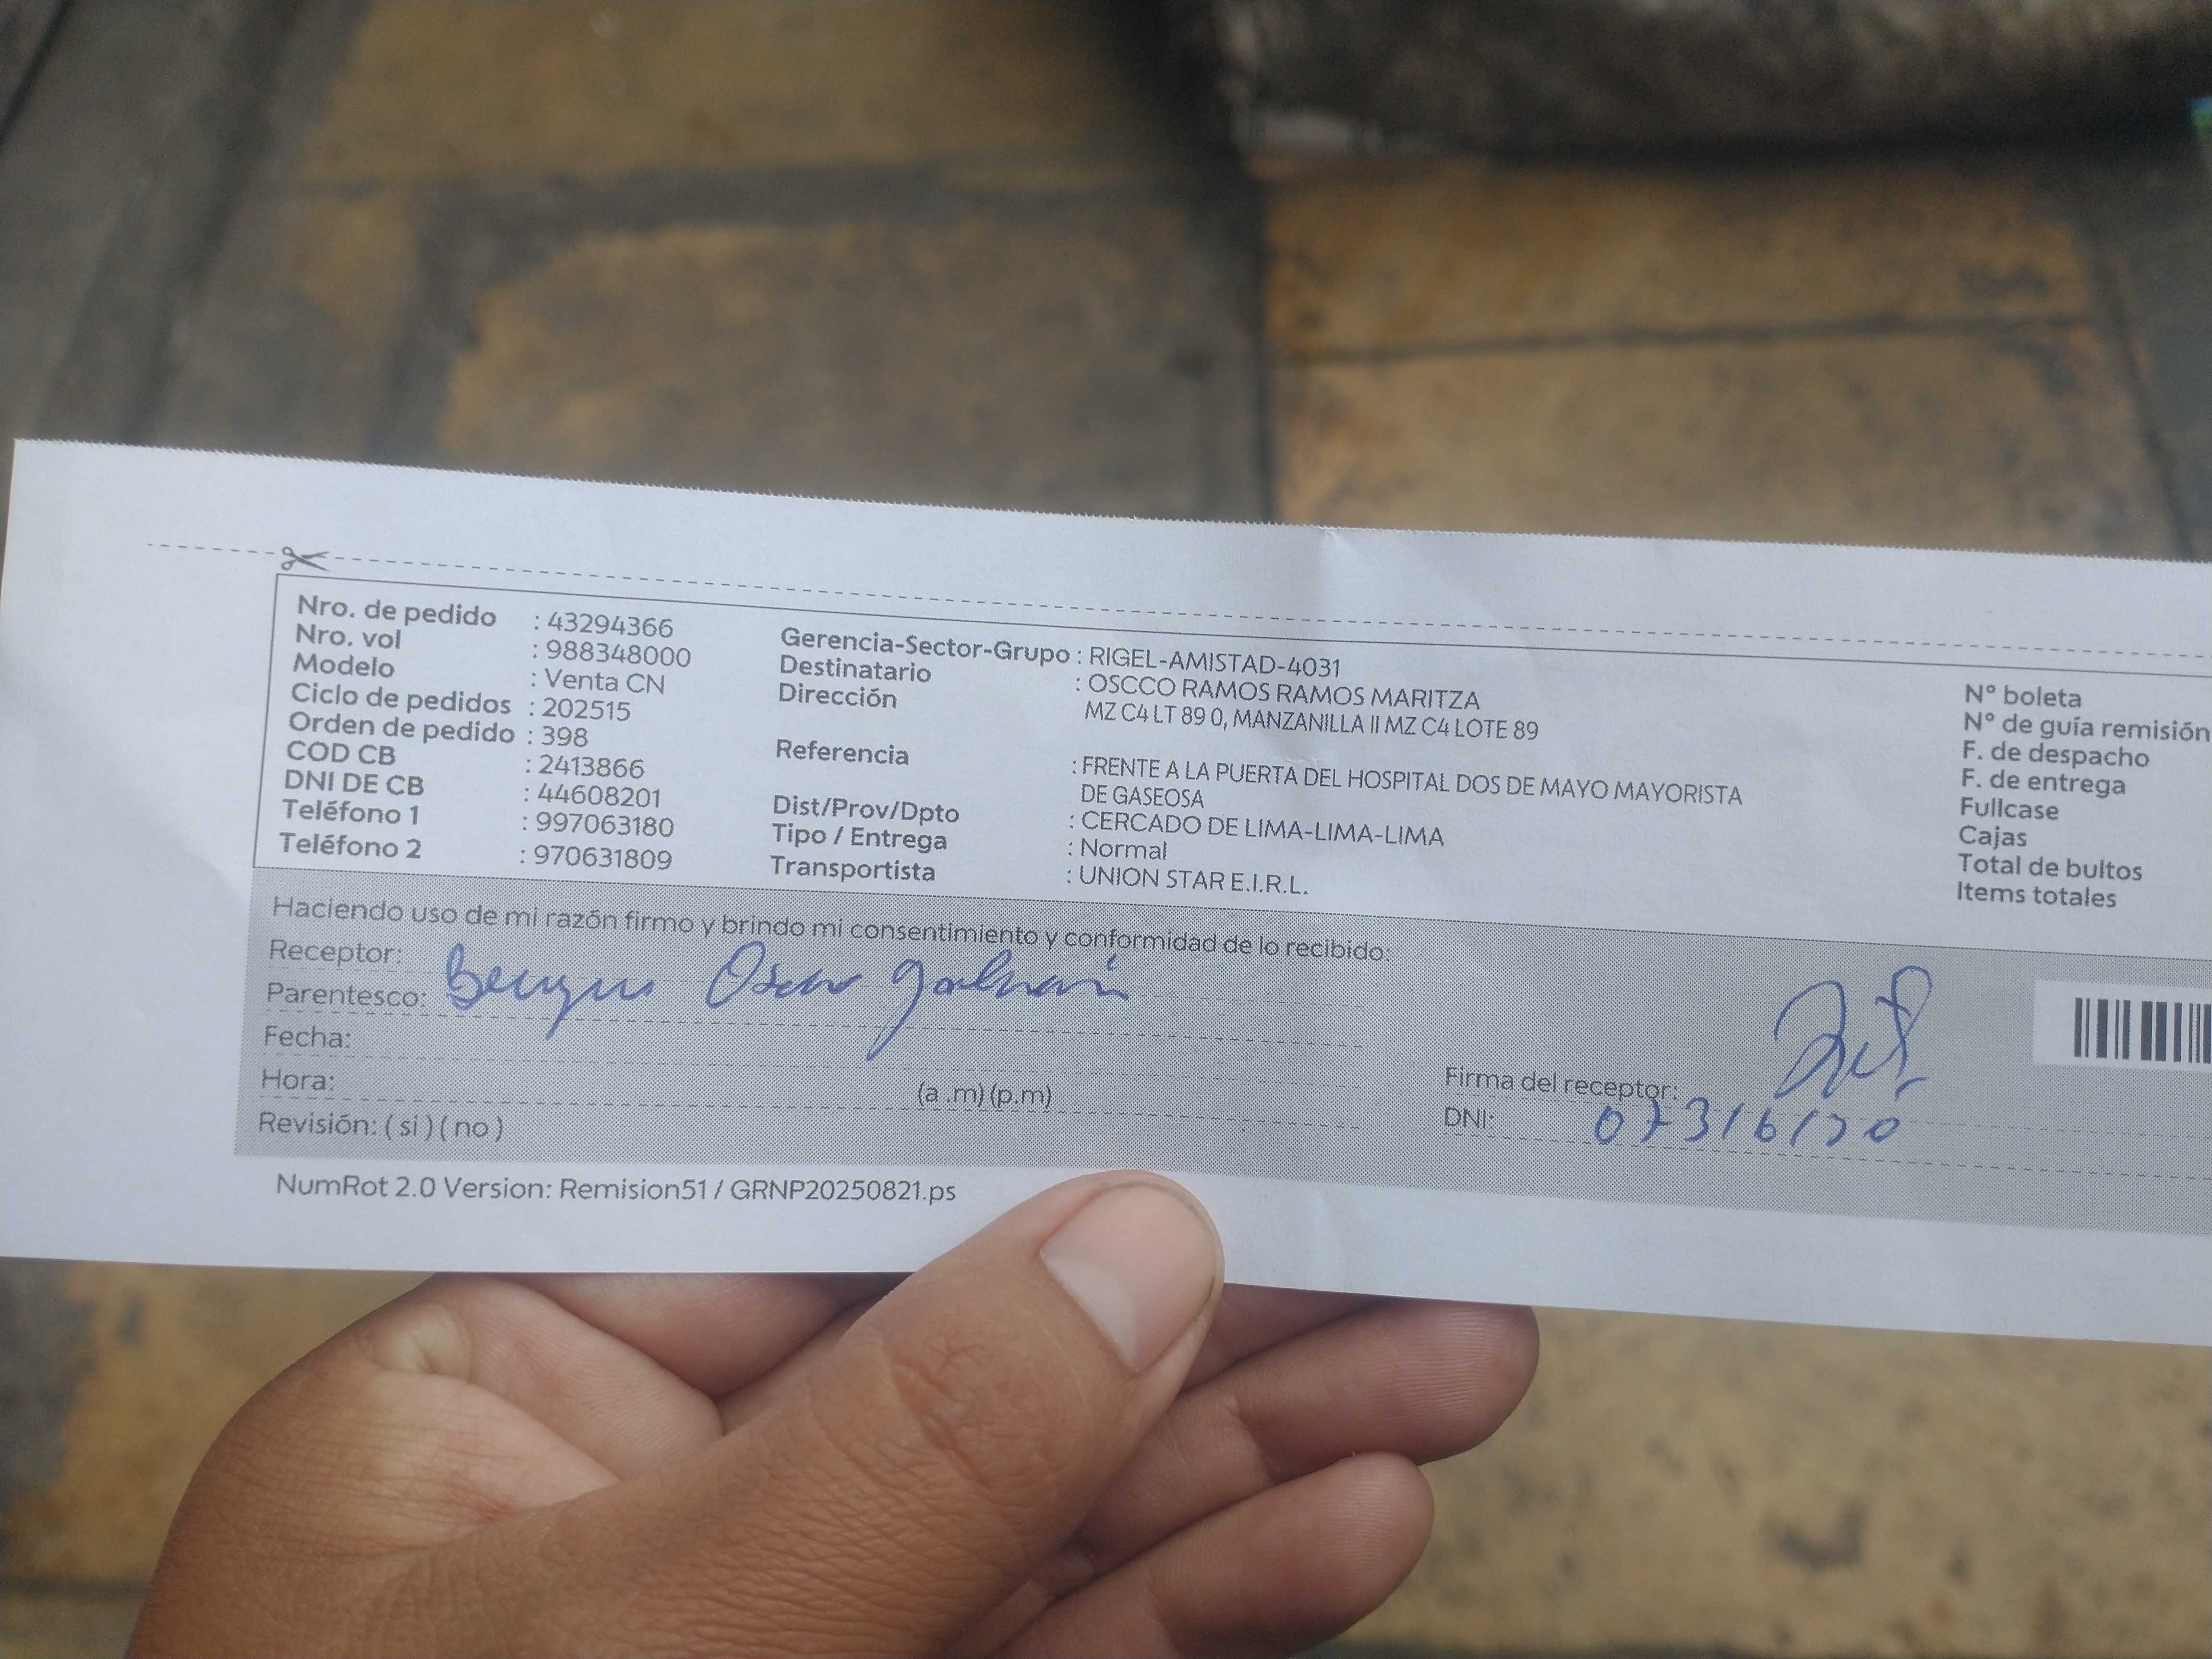 Nro. de pedido : 43294366
Nro. vol : 988348000
Modelo : Venta CN
Ciclo de pedidos : 202515
Orden de pedido : 398
COD CB : 2413866
DNI DE CB : 44608201
Teléfono 1 : 997063180
Teléfono 2 : 970631809
Gerencia-Sector-Grupo : RIGEL-AMISTAD-4031
Destinatario : OSCCO RAMOS RAMOS MARITZA
Dirección MZ C4 LT 89 0, MANZANILLA II MZ C4 LOTE 89
Referencia : FRENTE A LA PUERTA DEL HOSPITAL DOS DE MAYO MAYORISTA
DE GASEOSA
Dist/Prov/Dpto : CERCADO DE LIMA-LIMA-LIMA
Tipo / Entrega : Normal
Transportista : UNION STAR E.I.R.L.
N° boleta
N° de guía remisión
F. de despacho
F. de entrega
Fullcase
Cajas
Total de bultos
Items totales
Haciendo uso de mi razón firmo y brindo mi consentimiento y conformidad de lo recibido:
Receptor:
Parentesco:
Fecha:
Hora: (a .m) (p.m)
Revisión: ( si ) ( no )
Firma del receptor:
DNI:
NumRot 2.0 Version: Remision51 / GRNP20250821.ps